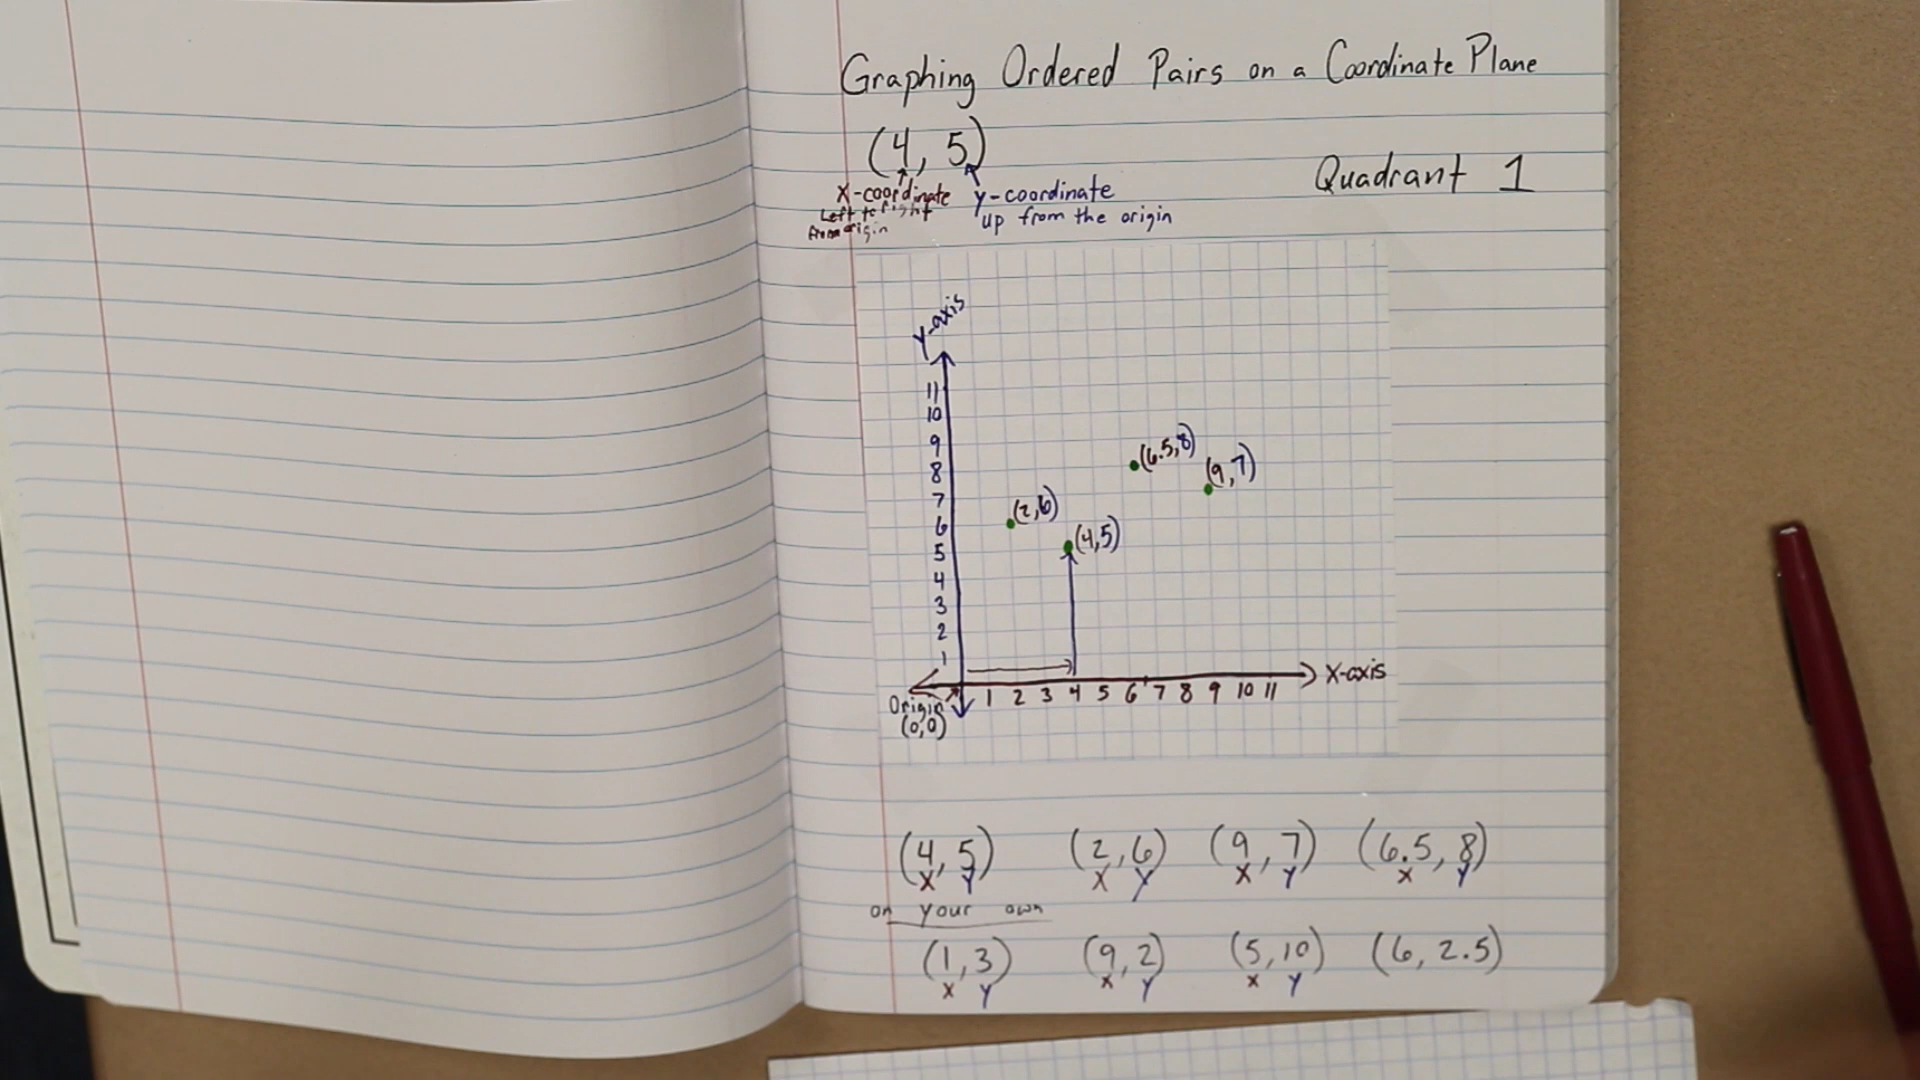 Graphing Ordered Pairs on a Coordinate Plane
(4, 5)
Quadrant 1
x-coordinate
Left to right
from origin
y-coordinate
up from the origin
Y-axis
11
10
9
8
7
6
5
4
3
2
1
(6.5,8)
(9,7)
(2,6)
(4,5)
X-axis
Origin
(0,0)
1 2 3 4 5 6 7 8 9 10 11
(4, 5) (2,6) (9,7) (6.5, 8)
X Y X Y X Y X Y
on your own
(1,3) (9,2) (5,10) (6, 2.5)
X Y X Y X Y